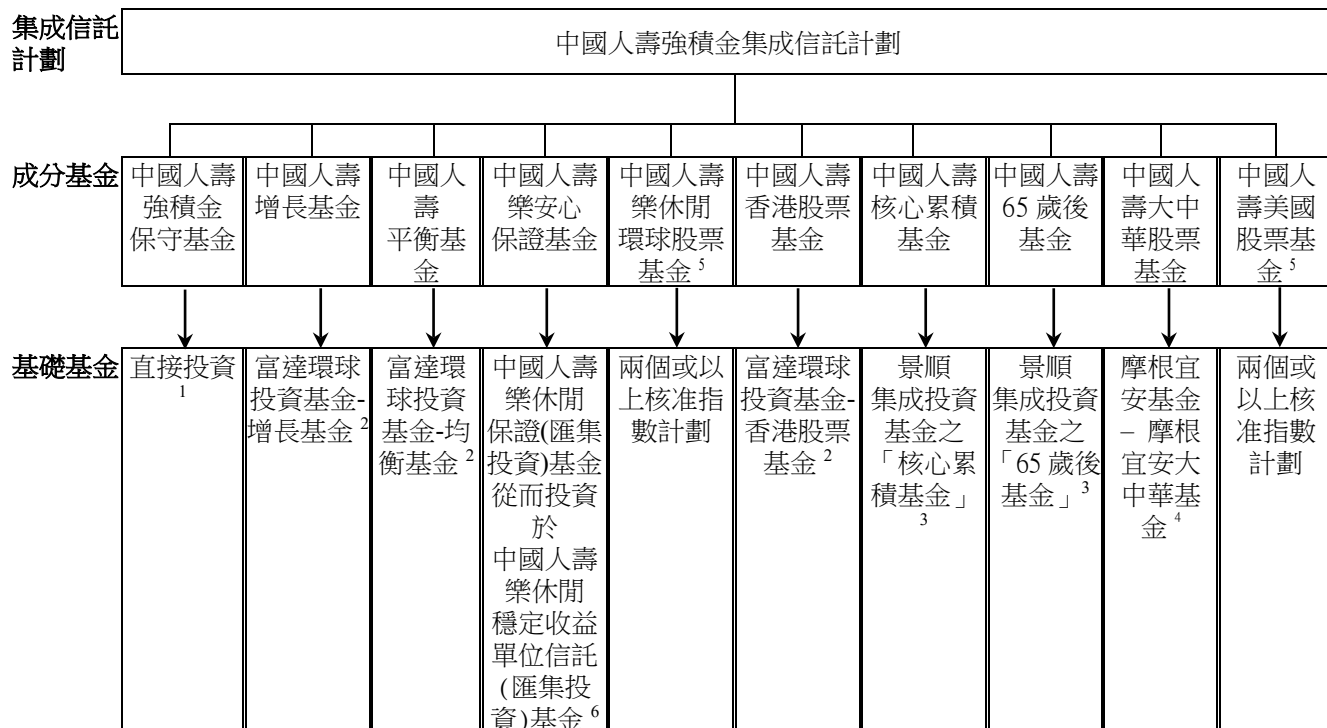 集成信託
計劃
中國人壽強積金集成信託計劃
成分基金
中國人壽
強積金
保守基金
中國人壽
增長基金
中國人
壽
平衡基
金
中國人壽
樂安心
保證基金
中國人壽
樂休閒
環球股票
基金 5
中國人壽
香港股票
基金
中國人壽
核心累積
基金
中國人壽
65 歲後
基金
中國人
壽大中
華股票
基金
中國人
壽美國
股票基
金 5
基礎基金
直接投資
1
富達環球
投資基金-
增長基金 2
富達環
球投資
基金-均
衡基金 2
中國人壽
樂休閒
保證(匯集
投資)基金
從而投資
於
中國人壽
樂休閒
穩定收益
單位信託
(匯集投
資)基金 6
兩個或以
上核准指
數計劃
富達環球
投資基金-
香港股票
基金 2
景順
集成投資
基金之
「核心累
積基金」
3
景順
集成投資
基金之
「65 歲後
基金」3
摩根宜
安基金
– 摩根
宜安大
中華基
金 4
兩個或
以上核
准指數
計劃